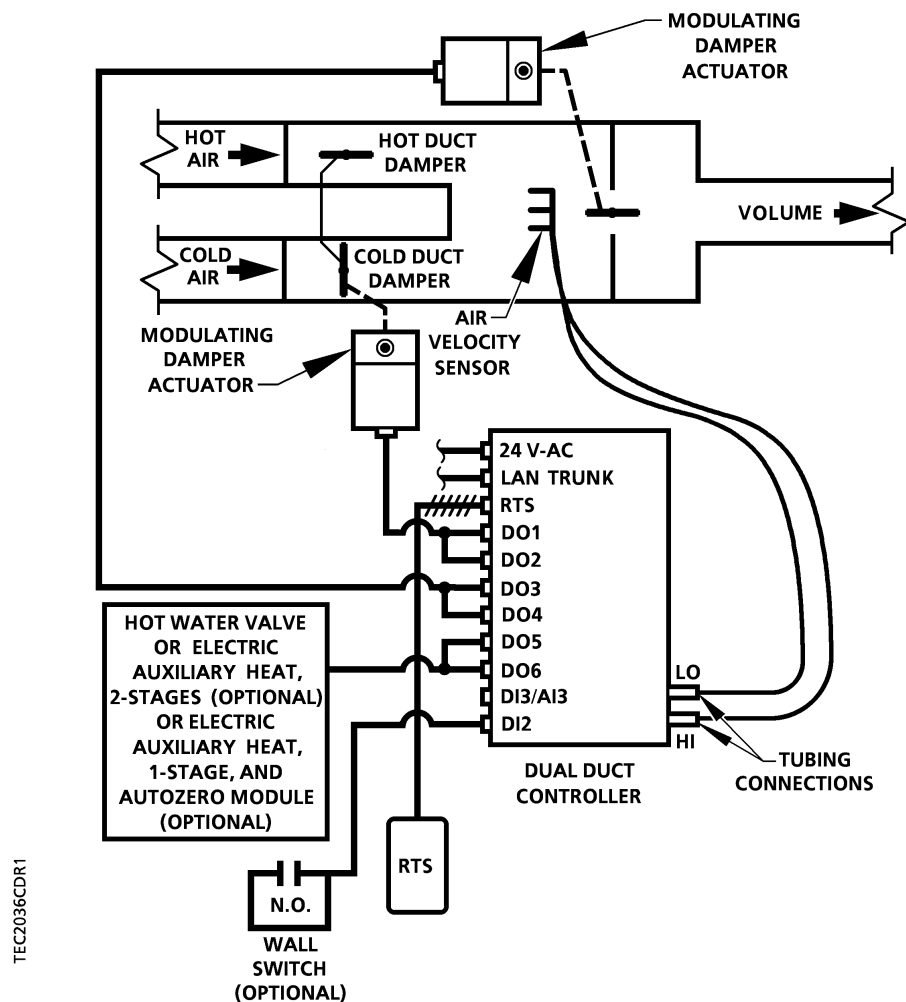 MODULATING
DAMPER
ACTUATOR
HOT
AIR
HOT DUCT
DAMPER
VOLUME
COLD
AIR
COLD DUCT
DAMPER
AIR
VELOCITY
SENSOR
MODULATING
DAMPER
ACTUATOR
24 V-AC
LAN TRUNK
RTS
DO1
DO2
DO3
DO4
DO5
DO6
DI3/AI3
DI2
HOT WATER VALVE
OR ELECTRIC
AUXILIARY HEAT,
2-STAGES (OPTIONAL)
OR ELECTRIC
AUXILIARY HEAT,
1-STAGE, AND
AUTOZERO MODULE
(OPTIONAL)
LO
HI
TUBING
CONNECTIONS
DUAL DUCT
CONTROLLER
RTS
N.O.
WALL
SWITCH
(OPTIONAL)
TEC2036CDR1